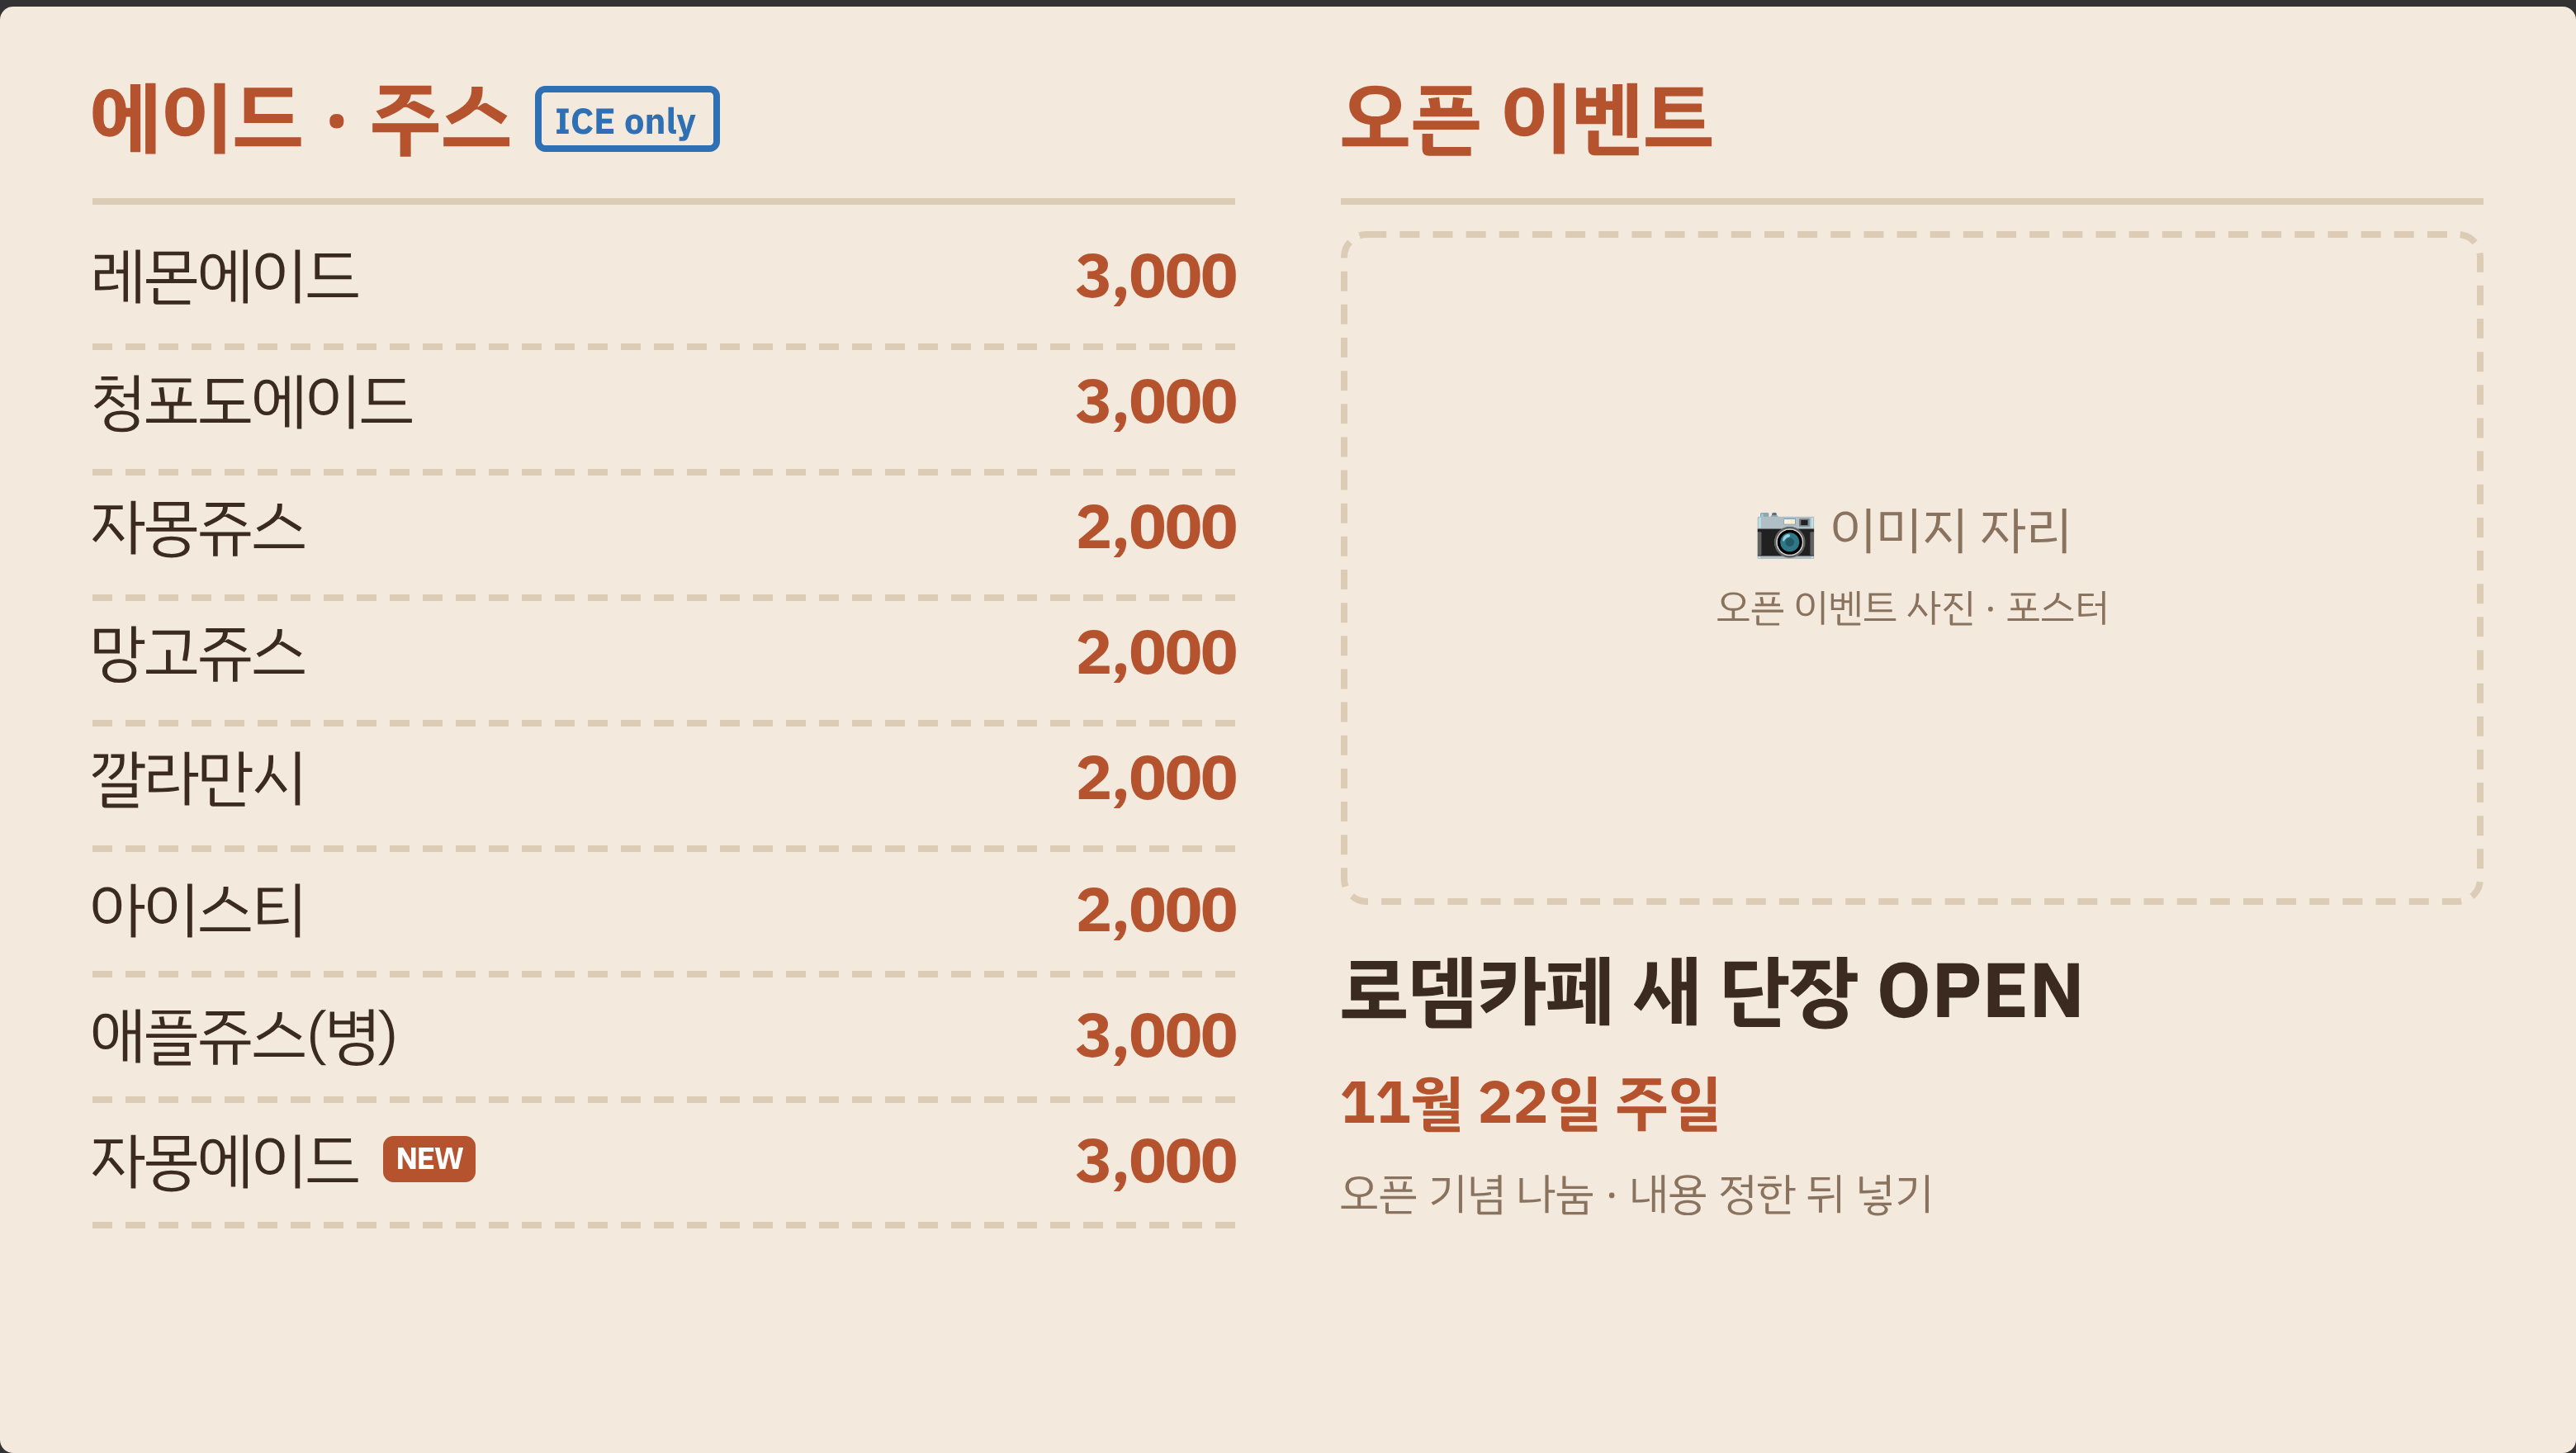 에이드 · 주스 ICE only
레몬에이드 3,000
청포도에이드 3,000
자몽쥬스 2,000
망고쥬스 2,000
깔라만시 2,000
아이스티 2,000
애플쥬스(병) 3,000
자몽에이드 NEW 3,000
오픈 이벤트
이미지 자리
오픈 이벤트 사진 · 포스터
로뎀카페 새 단장 OPEN
11월 22일 주일
오픈 기념 나눔 · 내용 정한 뒤 넣기